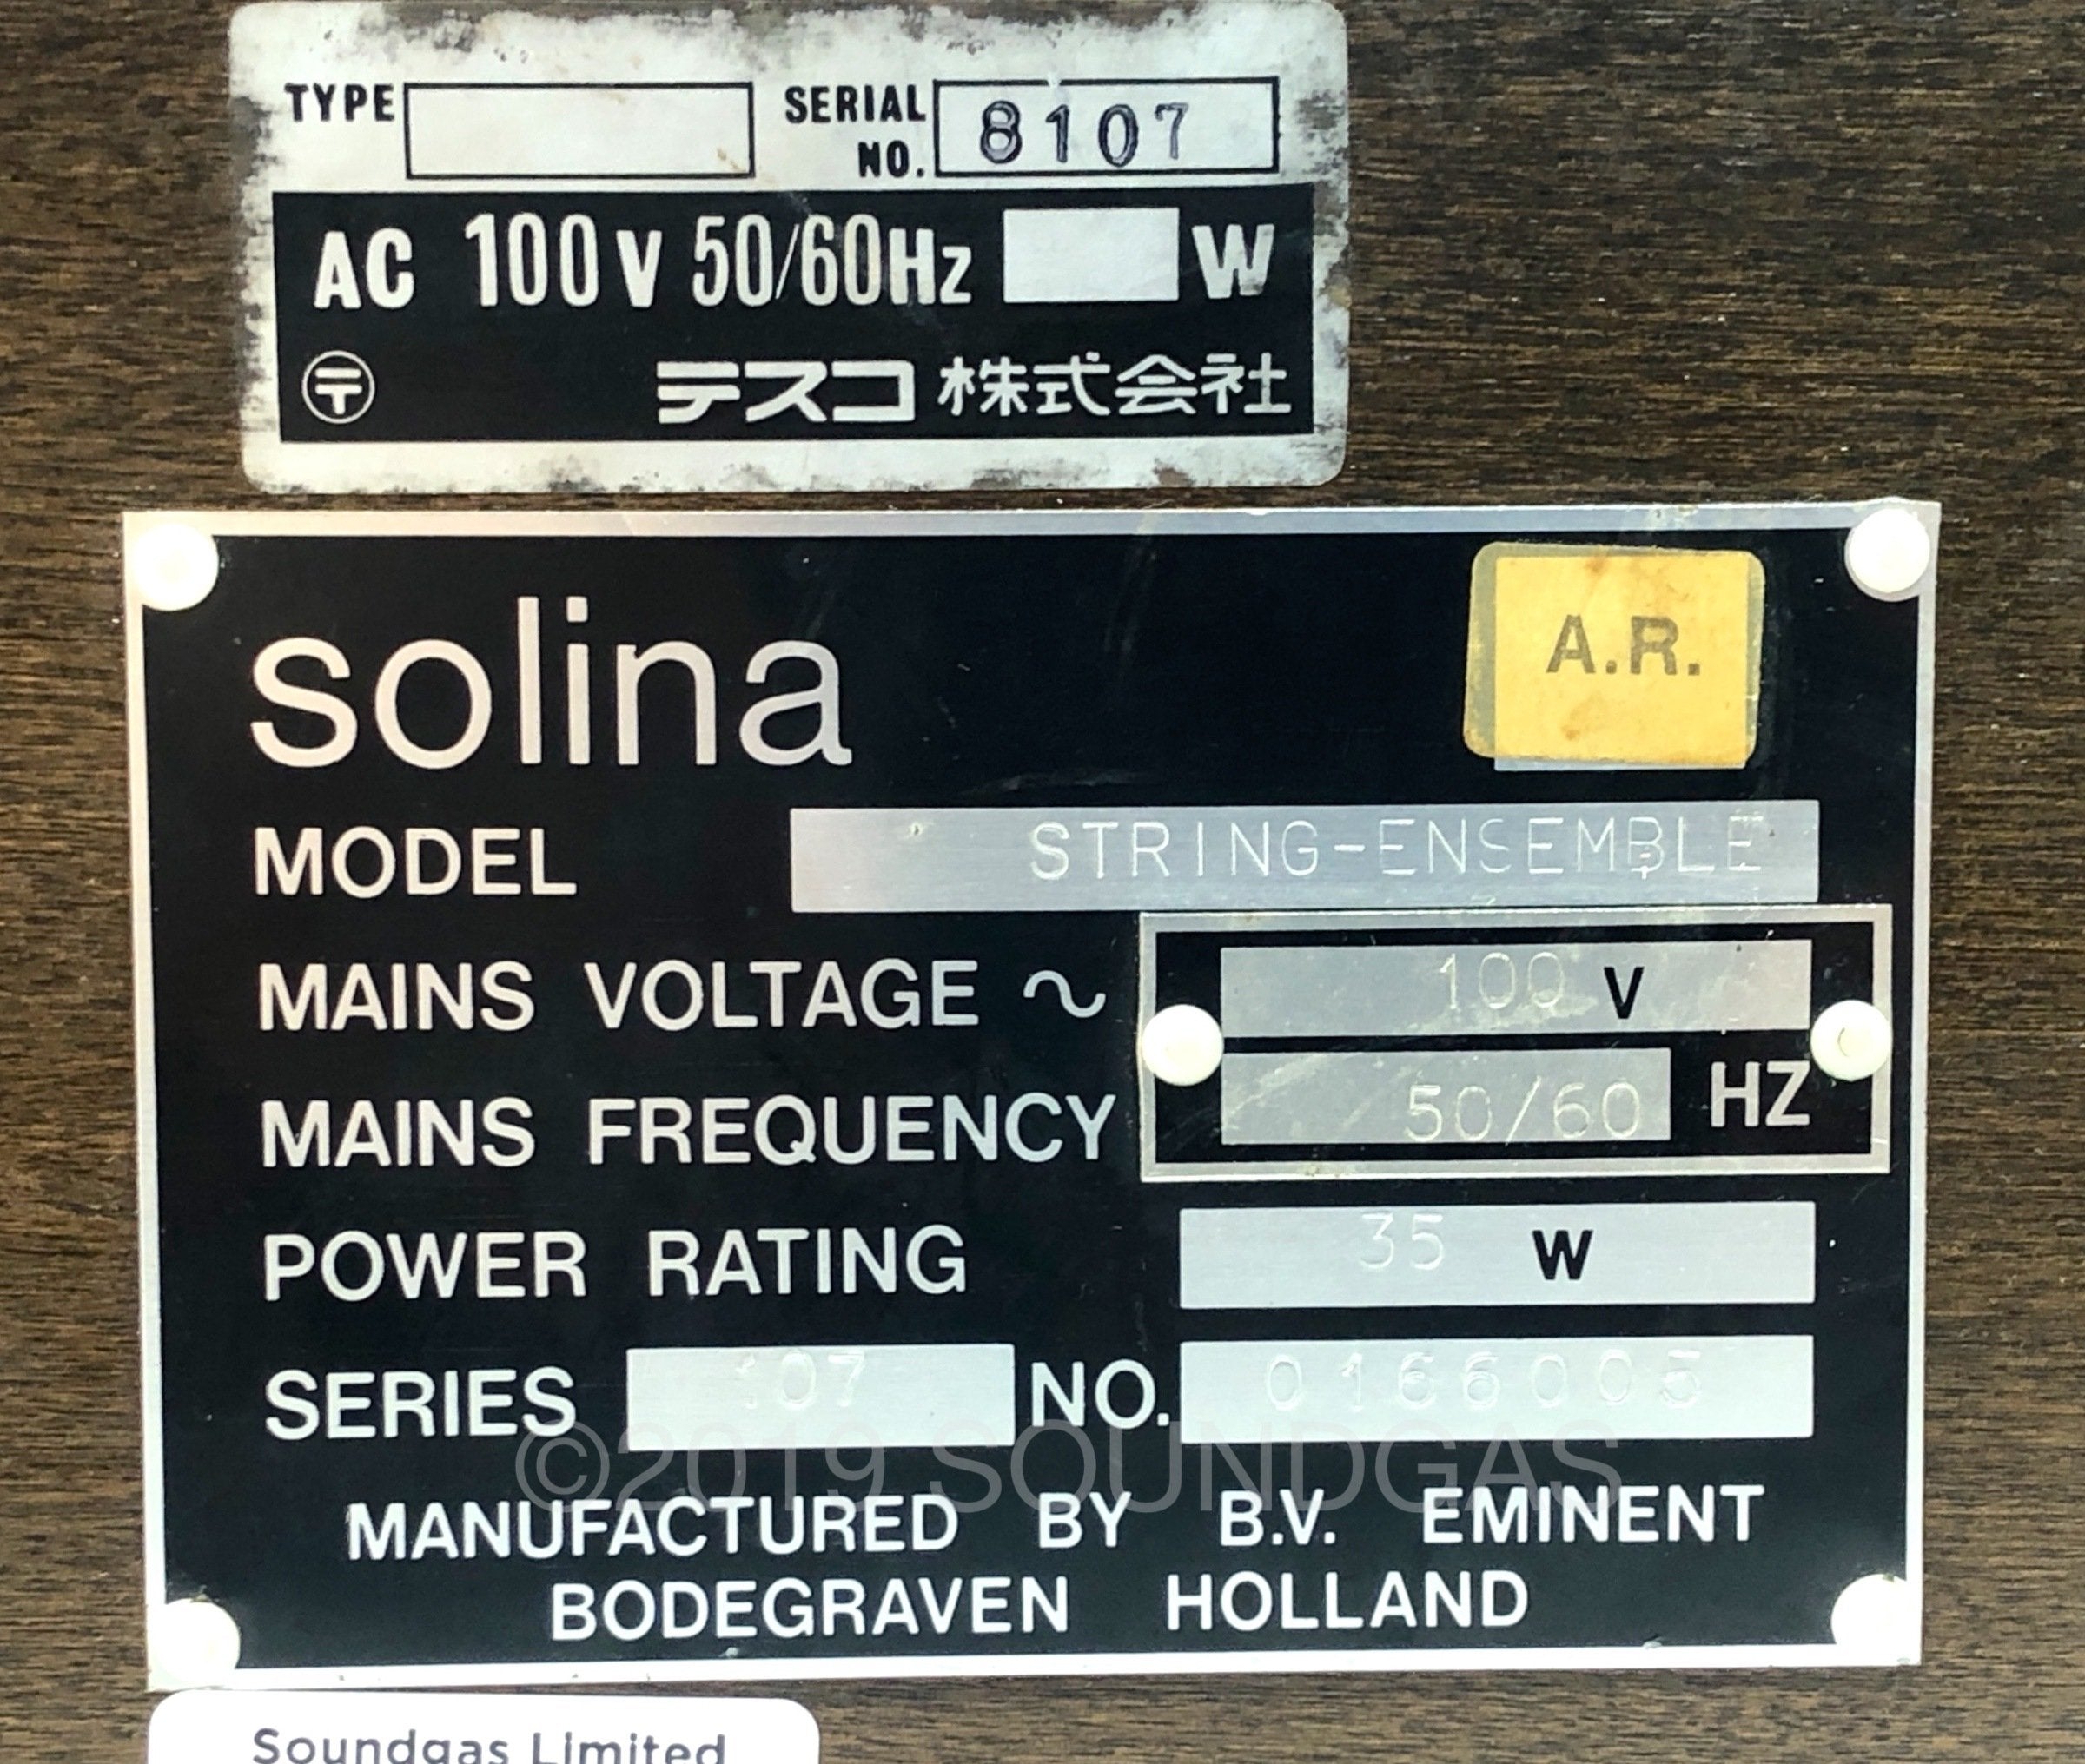 TYPE SERIAL NO. 8107
AC 100V 50/60Hz W
〒 テスコ株式会社
solina A.R.
MODEL STRING-ENSEMBLE
MAINS VOLTAGE ~ 100 V
MAINS FREQUENCY 50/60 HZ
POWER RATING 35 W
SERIES 107 NO. 0166005
©2019 SOUNDGAS
MANUFACTURED BY B.V. EMINENT
BODEGRAVEN HOLLAND
Soundgas Limited